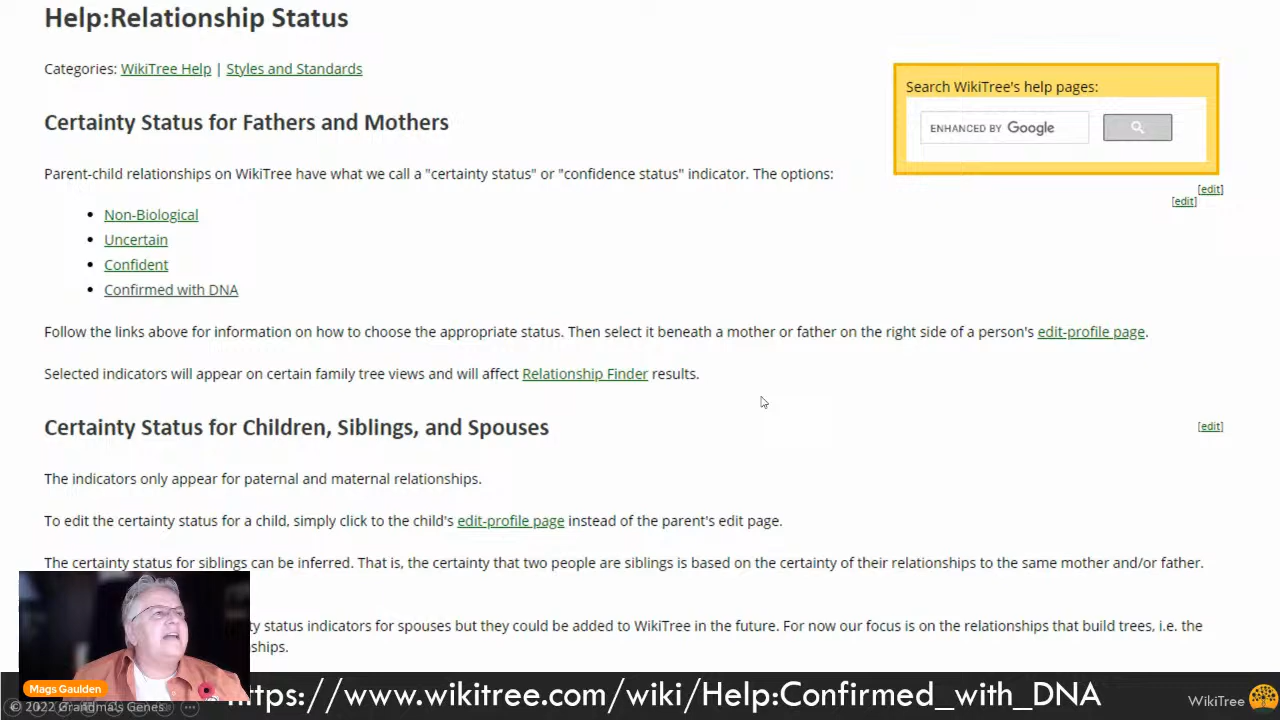 Help:Relationship Status
Categories: WikiTree Help | Styles and Standards
Search WikiTree's help pages:
ENHANCED BY Google
Certainty Status for Fathers and Mothers
Parent-child relationships on WikiTree have what we call a "certainty status" or "confidence status" indicator. The options:
[edit]
[edit]
• Non-Biological
• Uncertain
• Confident
• Confirmed with DNA
Follow the links above for information on how to choose the appropriate status. Then select it beneath a mother or father on the right side of a person's edit-profile page.
Selected indicators will appear on certain family tree views and will affect Relationship Finder results.
Certainty Status for Children, Siblings, and Spouses
[edit]
The indicators only appear for paternal and maternal relationships.
To edit the certainty status for a child, simply click to the child's edit-profile page instead of the parent's edit page.
The certainty status for siblings can be inferred. That is, the certainty that two people are siblings is based on the certainty of their relationships to the same mother and/or father.
status indicators for spouses but they could be added to WikiTree in the future. For now our focus is on the relationships that build trees, i.e. the
Mags Gaulden
© 2022 Grandma's Genes
ttps://www.wikitree.com/wiki/Help:Confirmed_with_DNA
WikiTree